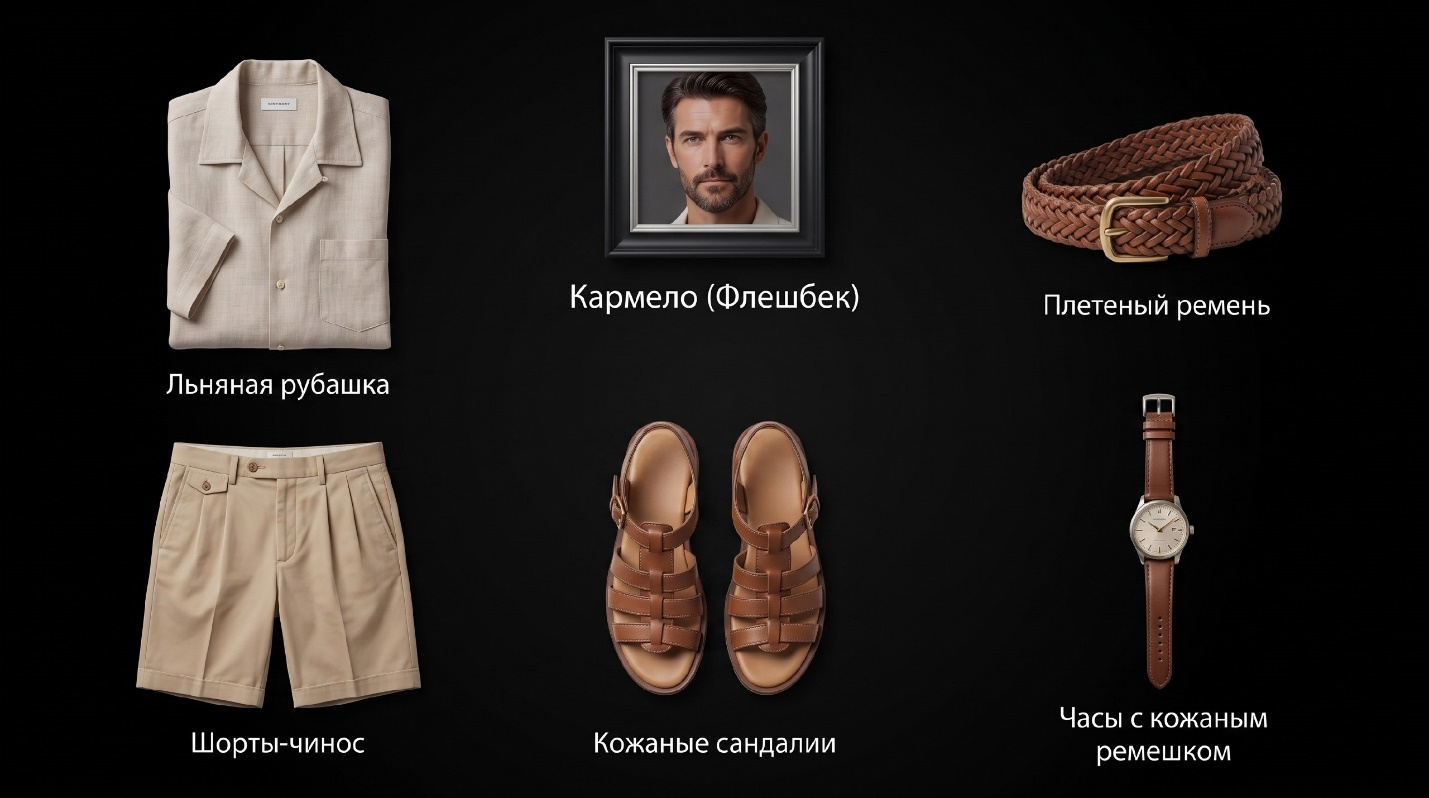 Кармело (Флешбек)
Плетеный ремень
Льняная рубашка
Шорты-чинос
Кожаные сандалии
Часы с кожаным
ремешком